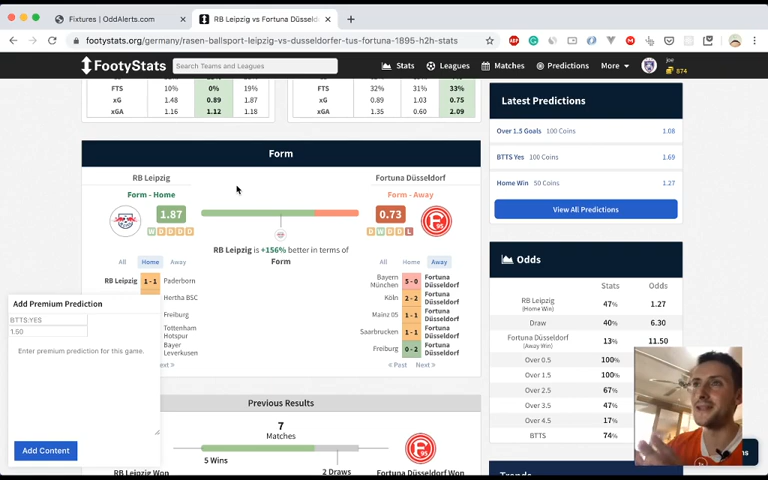 Fixtures | OddAlerts.com
RB Leipzig vs Fortuna Düsseldo
footystats.org/germany/rasen-ballsport-leipzig-vs-dusseldorfer-tus-fortuna-1895-h2h-stats
FootyStats
Search Teams and Leagues
Stats
Leagues
Matches
Predictions
More
joe
874
FTS 10% 0% 19%
xG 1.48 0.89 1.87
xGA 1.16 1.12 1.18
FTS 32% 31% 33%
xG 0.89 1.03 0.75
xGA 1.35 0.60 2.09
Form
RB Leipzig
Form - Home
1.87
W D D D D
Fortuna Düsseldorf
Form - Away
0.73
D W D D L
RB Leipzig is +156% better in terms of
Form
All Home Away
RB Leipzig 1-1 Paderborn
Hertha BSC
Freiburg
Tottenham
Hotspur
Bayer
Leverkusen
Next >
All Home Away
Bayern
München 5-0 Fortuna
Düsseldorf
Köln 2-2 Fortuna
Düsseldorf
Mainz 05 1-1 Fortuna
Düsseldorf
Saarbrucken 1-1 Fortuna
Düsseldorf
Freiburg 0-2 Fortuna
Düsseldorf
< Past Next >
Previous Results
7
Matches
5 Wins
2 Draws
RB Leipzig Won
Fortuna Düsseldorf Won
Add Premium Prediction
BTTS:YES
1.50
Enter premium prediction for this game.
Add Content
Latest Predictions
Over 1.5 Goals 100 Coins 1.08
BTTS Yes 100 Coins 1.69
Home Win 50 Coins 1.27
View All Predictions
Odds
Stats Odds
RB Leipzig
(Home Win) 47% 1.27
Draw 40% 6.30
Fortuna Düsseldorf
(Away Win) 13% 11.50
Over 0.5 100%
Over 1.5 100%
Over 2.5 67%
Over 3.5 47%
Over 4.5 17%
BTTS 74%
Trends